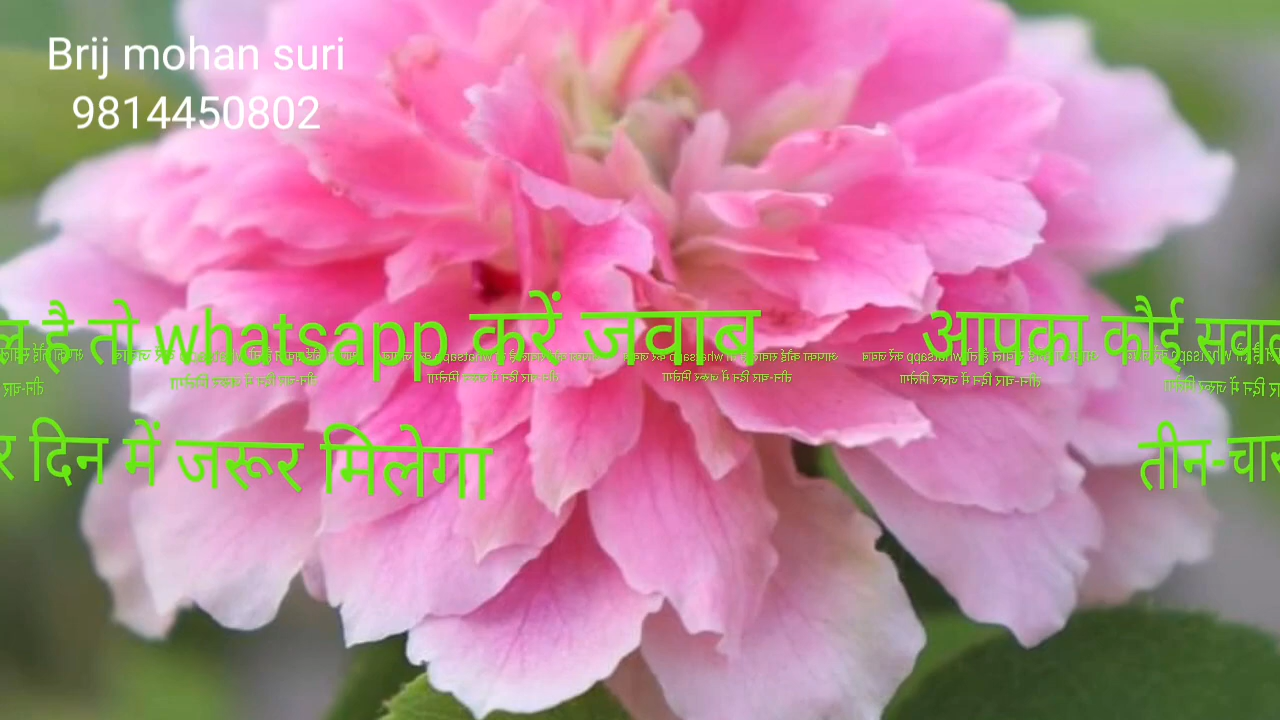 Brij mohan suri
9814450802
आपका कोई सवाल है तो whatsapp करें जवाब
तीन-चार दिन में जरूर मिलेगा